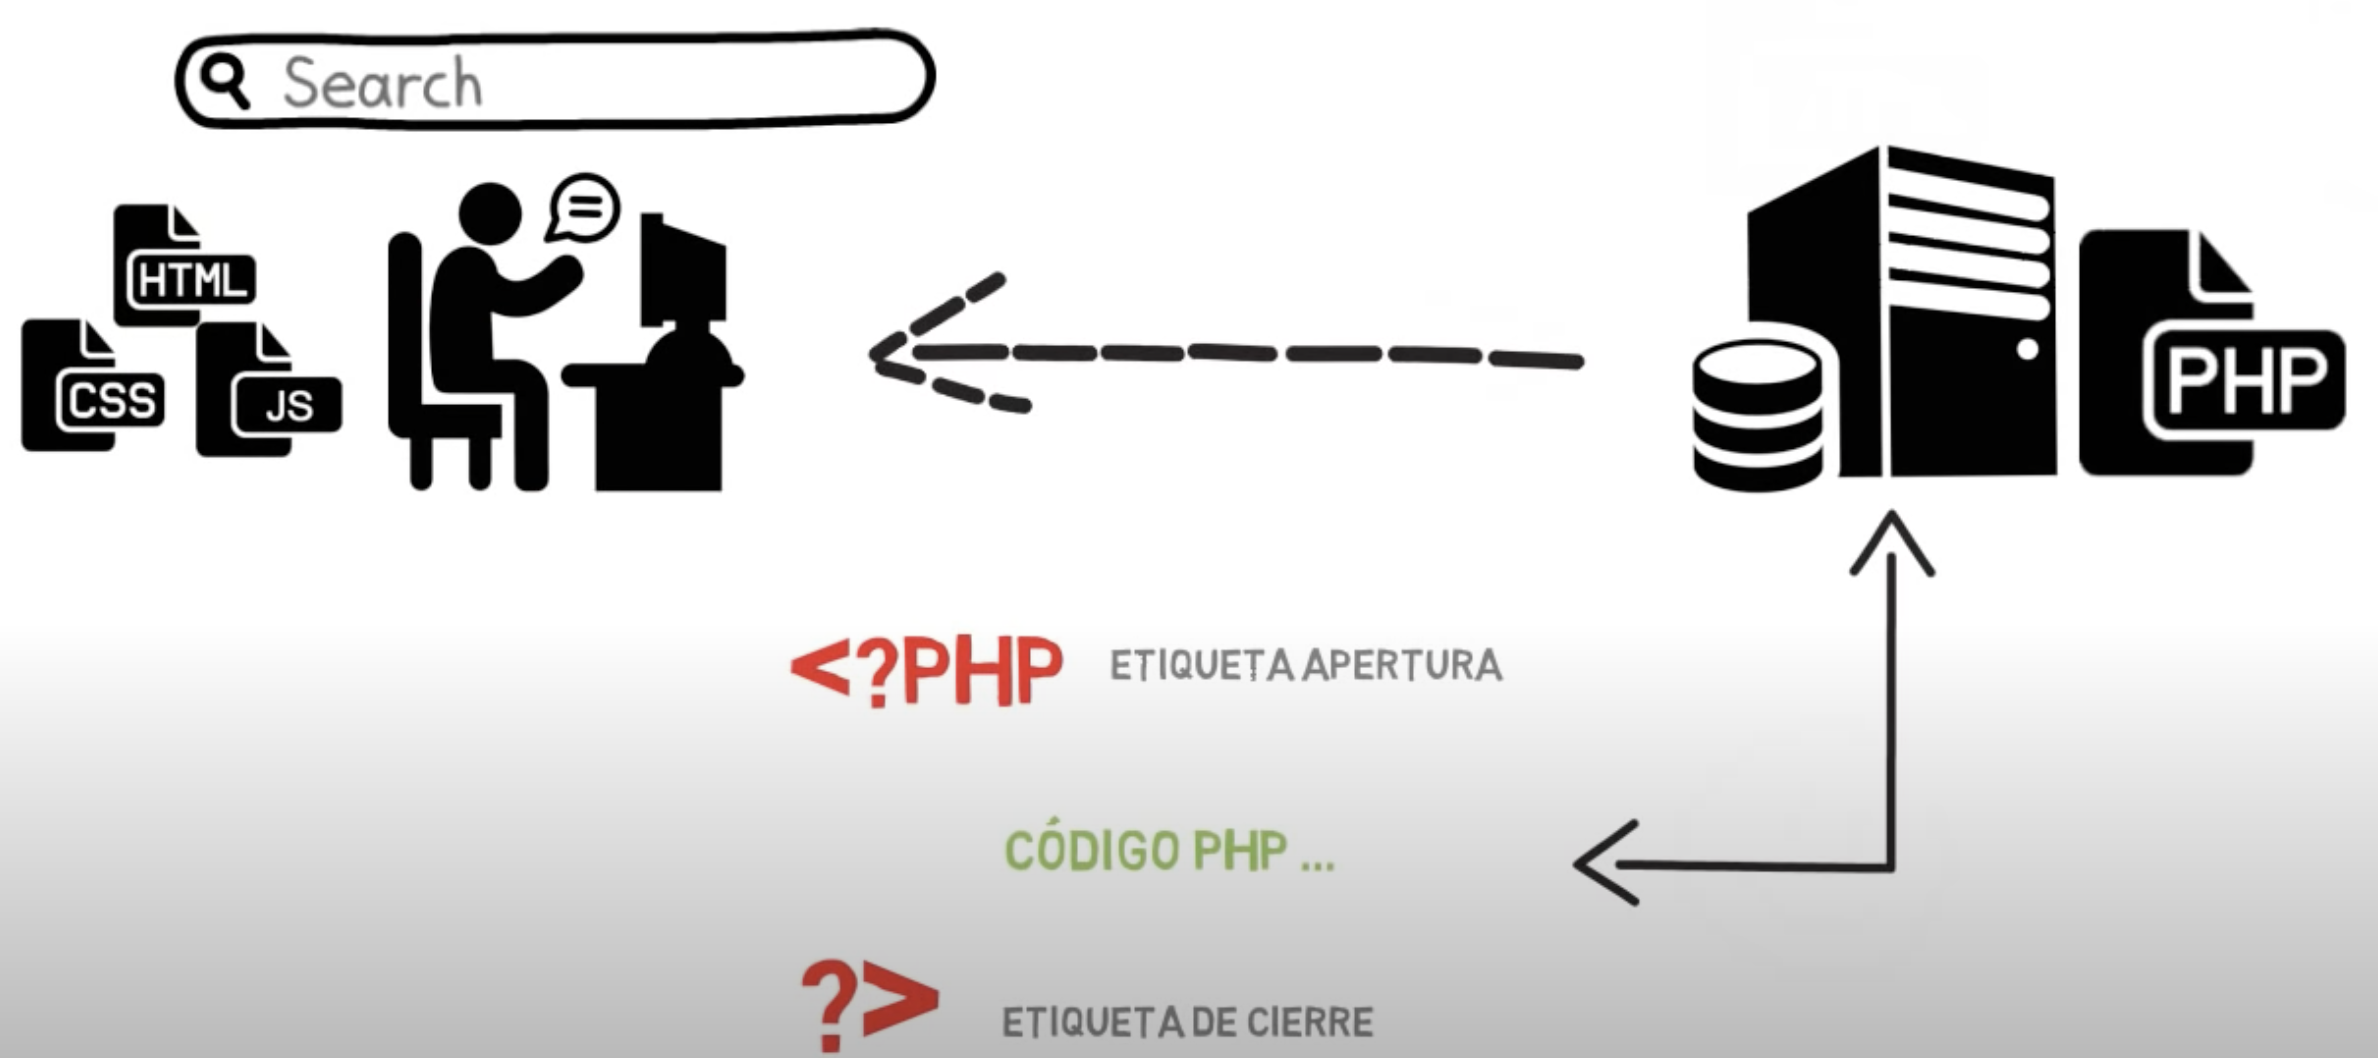 Search
HTML
CSS
JS
PHP
<?PHP ETIQUETA APERTURA
CÓDIGO PHP ...
?> ETIQUETA DE CIERRE